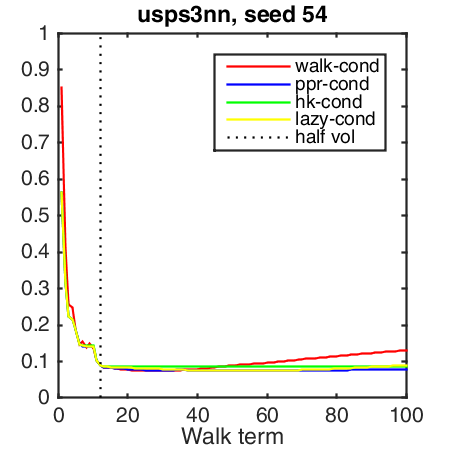 usps3nn, seed 54
1
0.9
0.8
0.7
0.6
0.5
0.4
0.3
0.2
0.1
0
walk-cond
ppr-cond
hk-cond
lazy-cond
half vol
0 20 40 60 80 100
Walk term